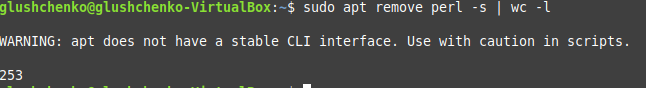 glushchenko@glushchenko-VirtualBox:~$ sudo apt remove perl -s | wc -l
WARNING: apt does not have a stable CLI interface. Use with caution in scripts.
253